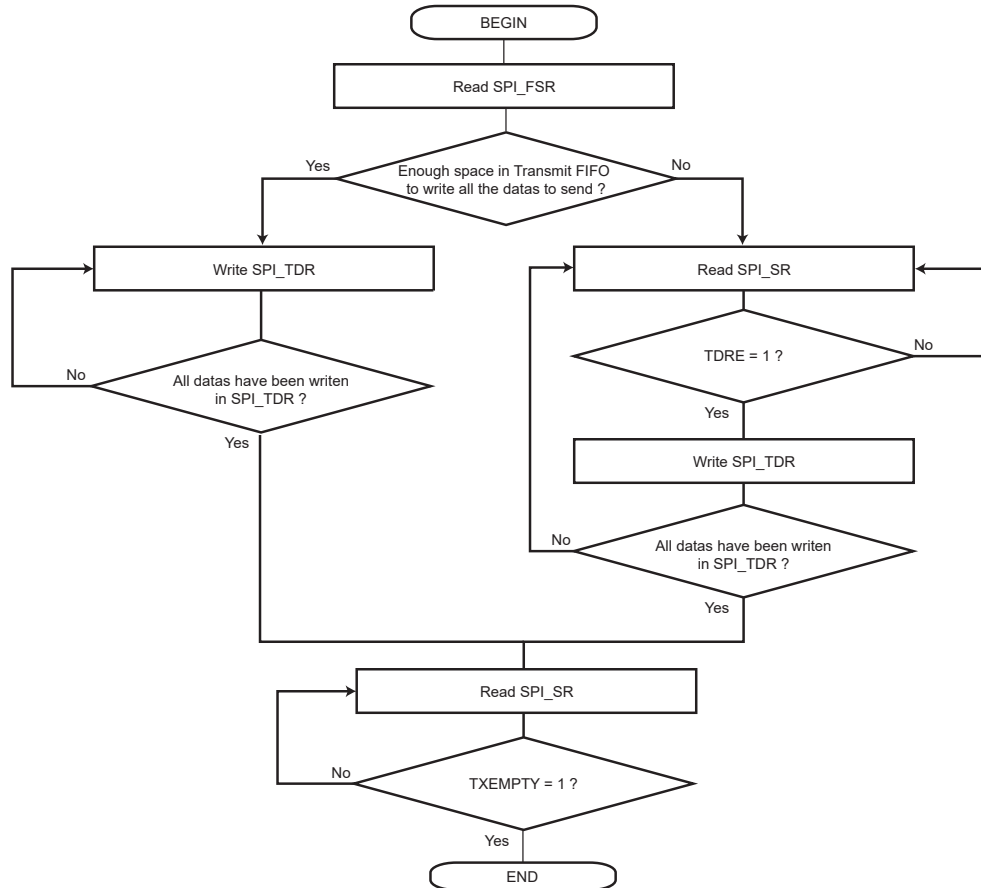 BEGIN
Read SPI_FSR
Enough space in Transmit FIFO
to write all the datas to send ?
Yes
No
Write SPI_TDR
Read SPI_SR
TDRE = 1 ?
No
All datas have been writen
in SPI_TDR ?
No
Yes
Yes
Write SPI_TDR
All datas have been writen
in SPI_TDR ?
No
Yes
Read SPI_SR
TXEMPTY = 1 ?
No
Yes
END